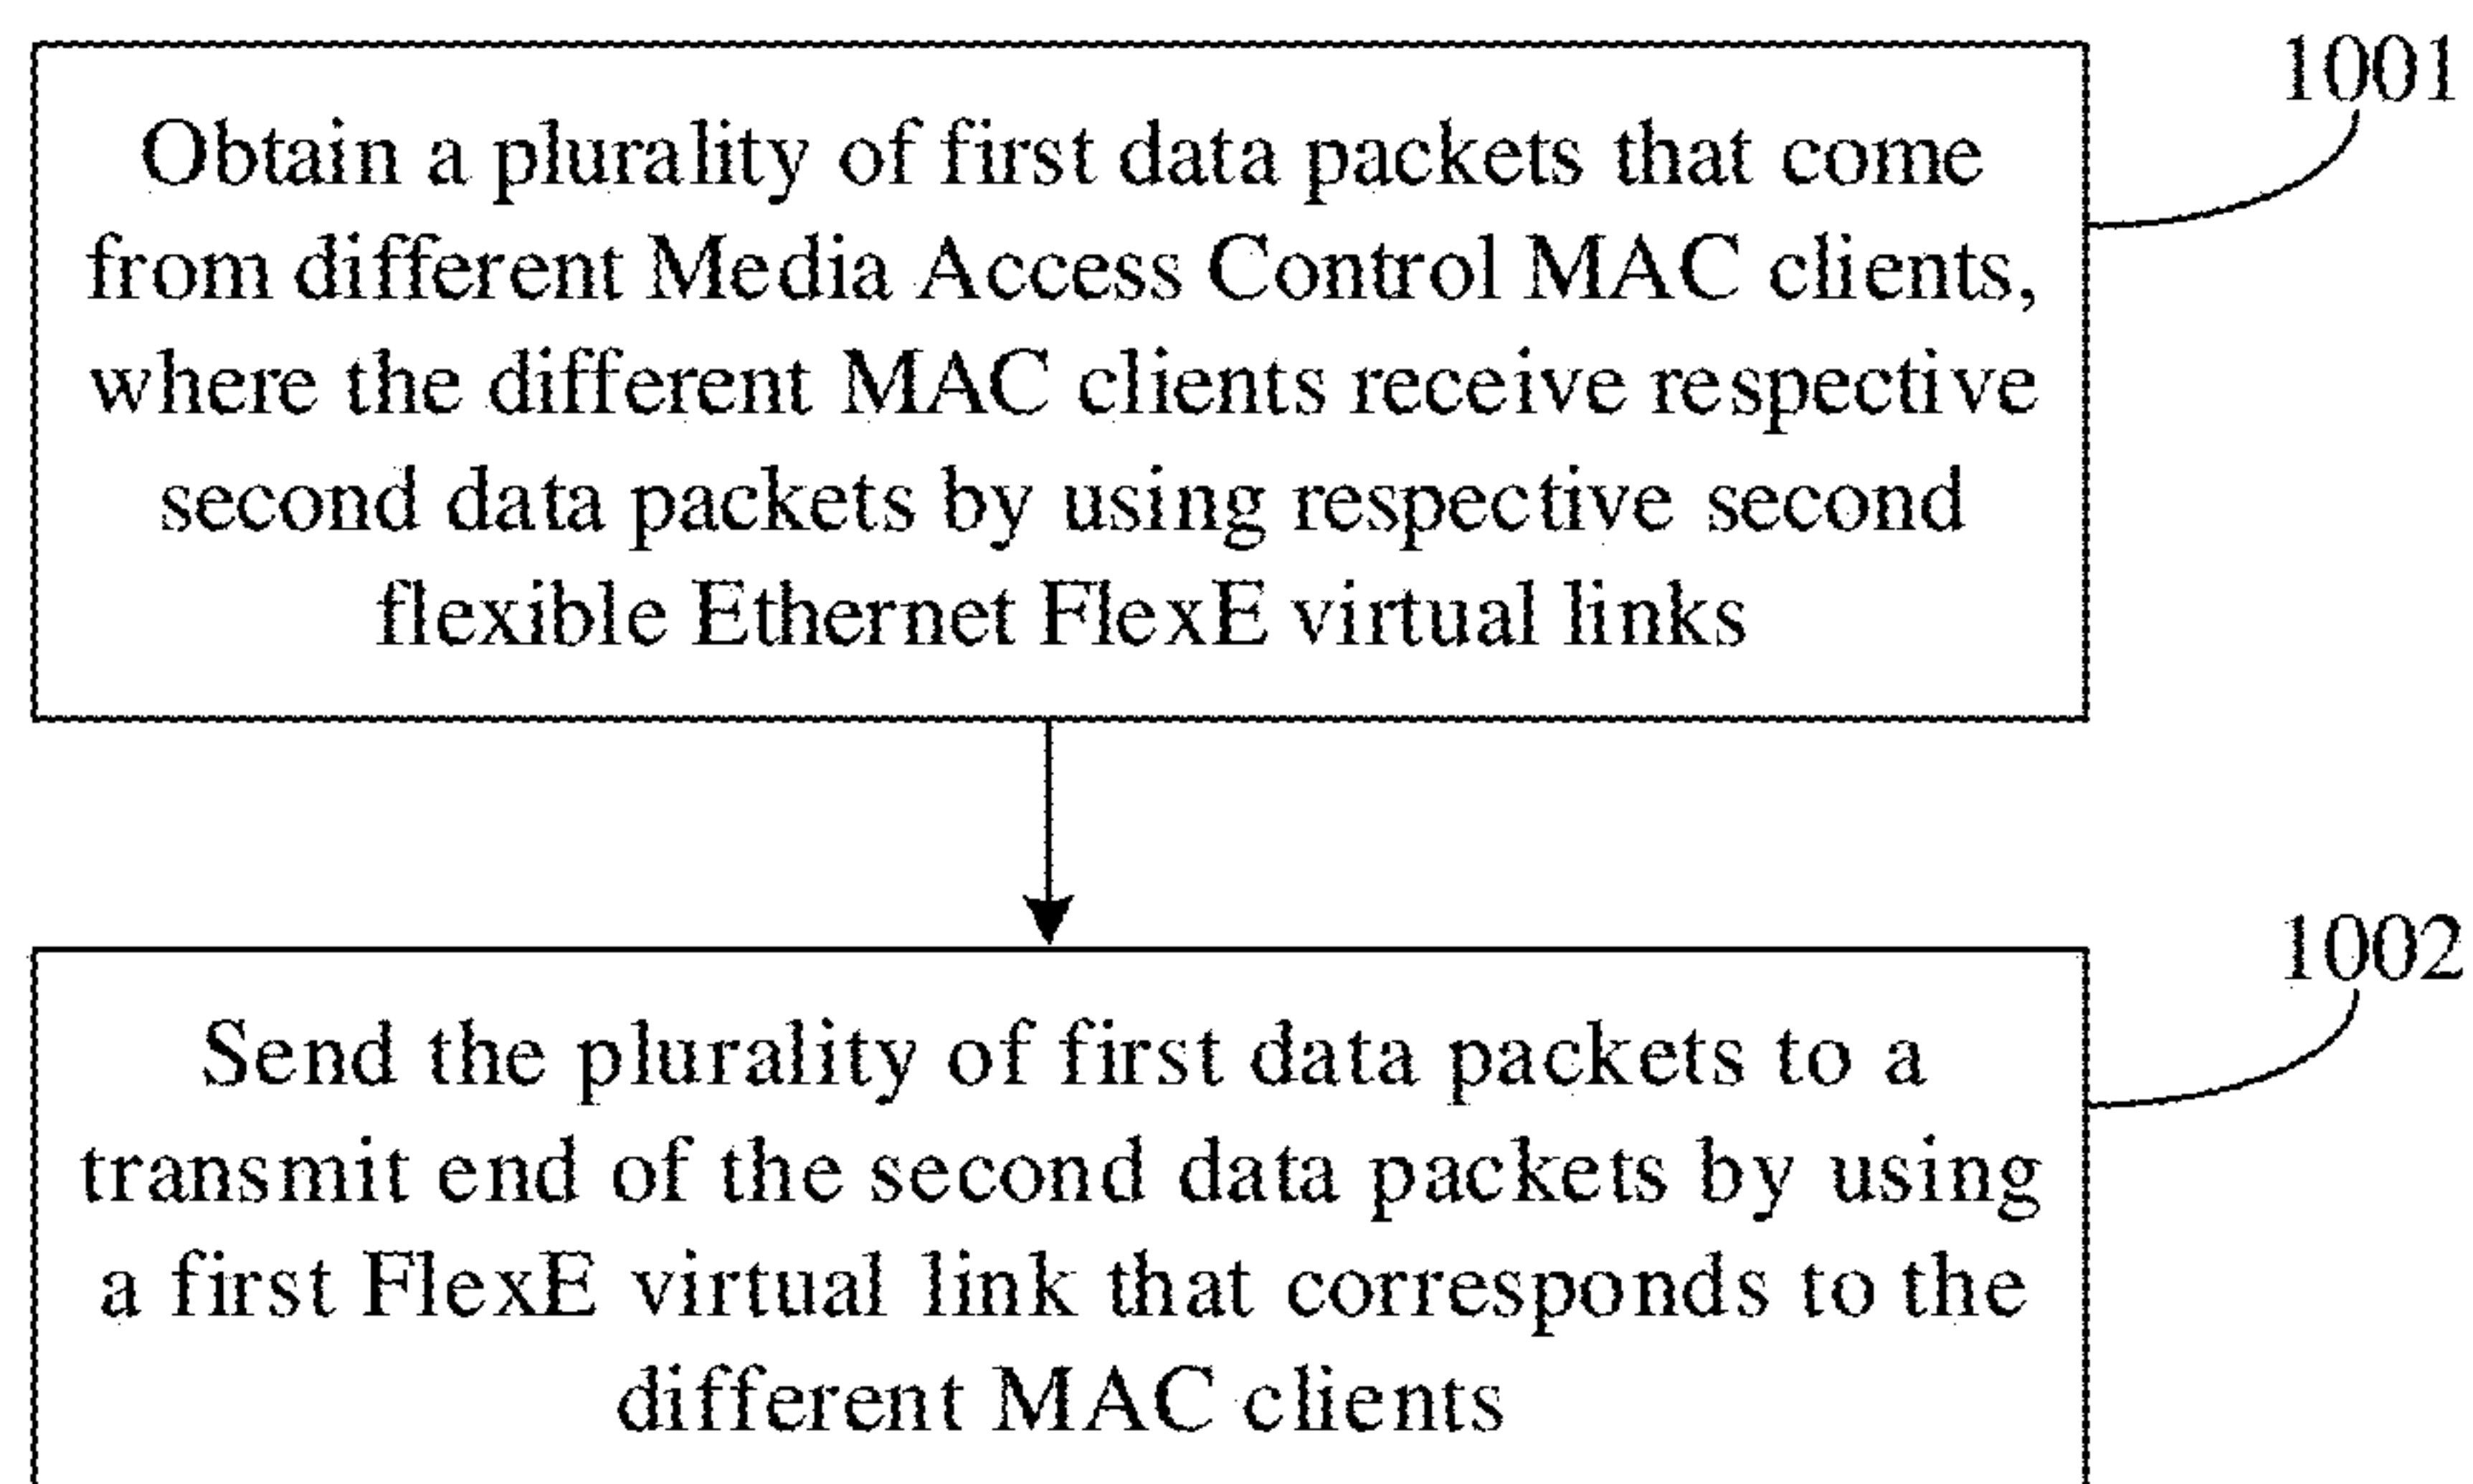 1001
Obtain a plurality of first data packets that come
from different Media Access Control MAC clients,
where the different MAC clients receive respective
second data packets by using respective second
flexible Ethernet FlexE virtual links
1002
Send the plurality of first data packets to a
transmit end of the second data packets by using
a first FlexE virtual link that corresponds to the
different MAC clients